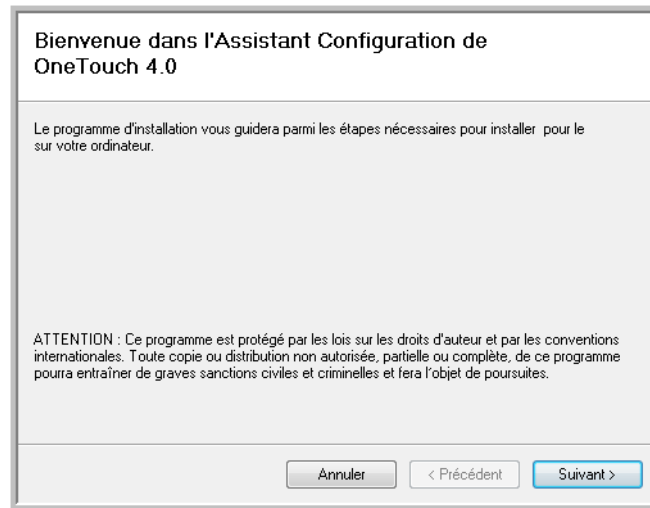 Bienvenue dans l'Assistant Configuration de
OneTouch 4.0
Le programme d'installation vous guidera parmi les étapes nécessaires pour installer  pour le
sur votre ordinateur.
ATTENTION : Ce programme est protégé par les lois sur les droits d'auteur et par les conventions
internationales. Toute copie ou distribution non autorisée, partielle ou complète, de ce programme
pourra entraîner de graves sanctions civiles et criminelles et fera l'objet de poursuites.
Annuler < Précédent Suivant >